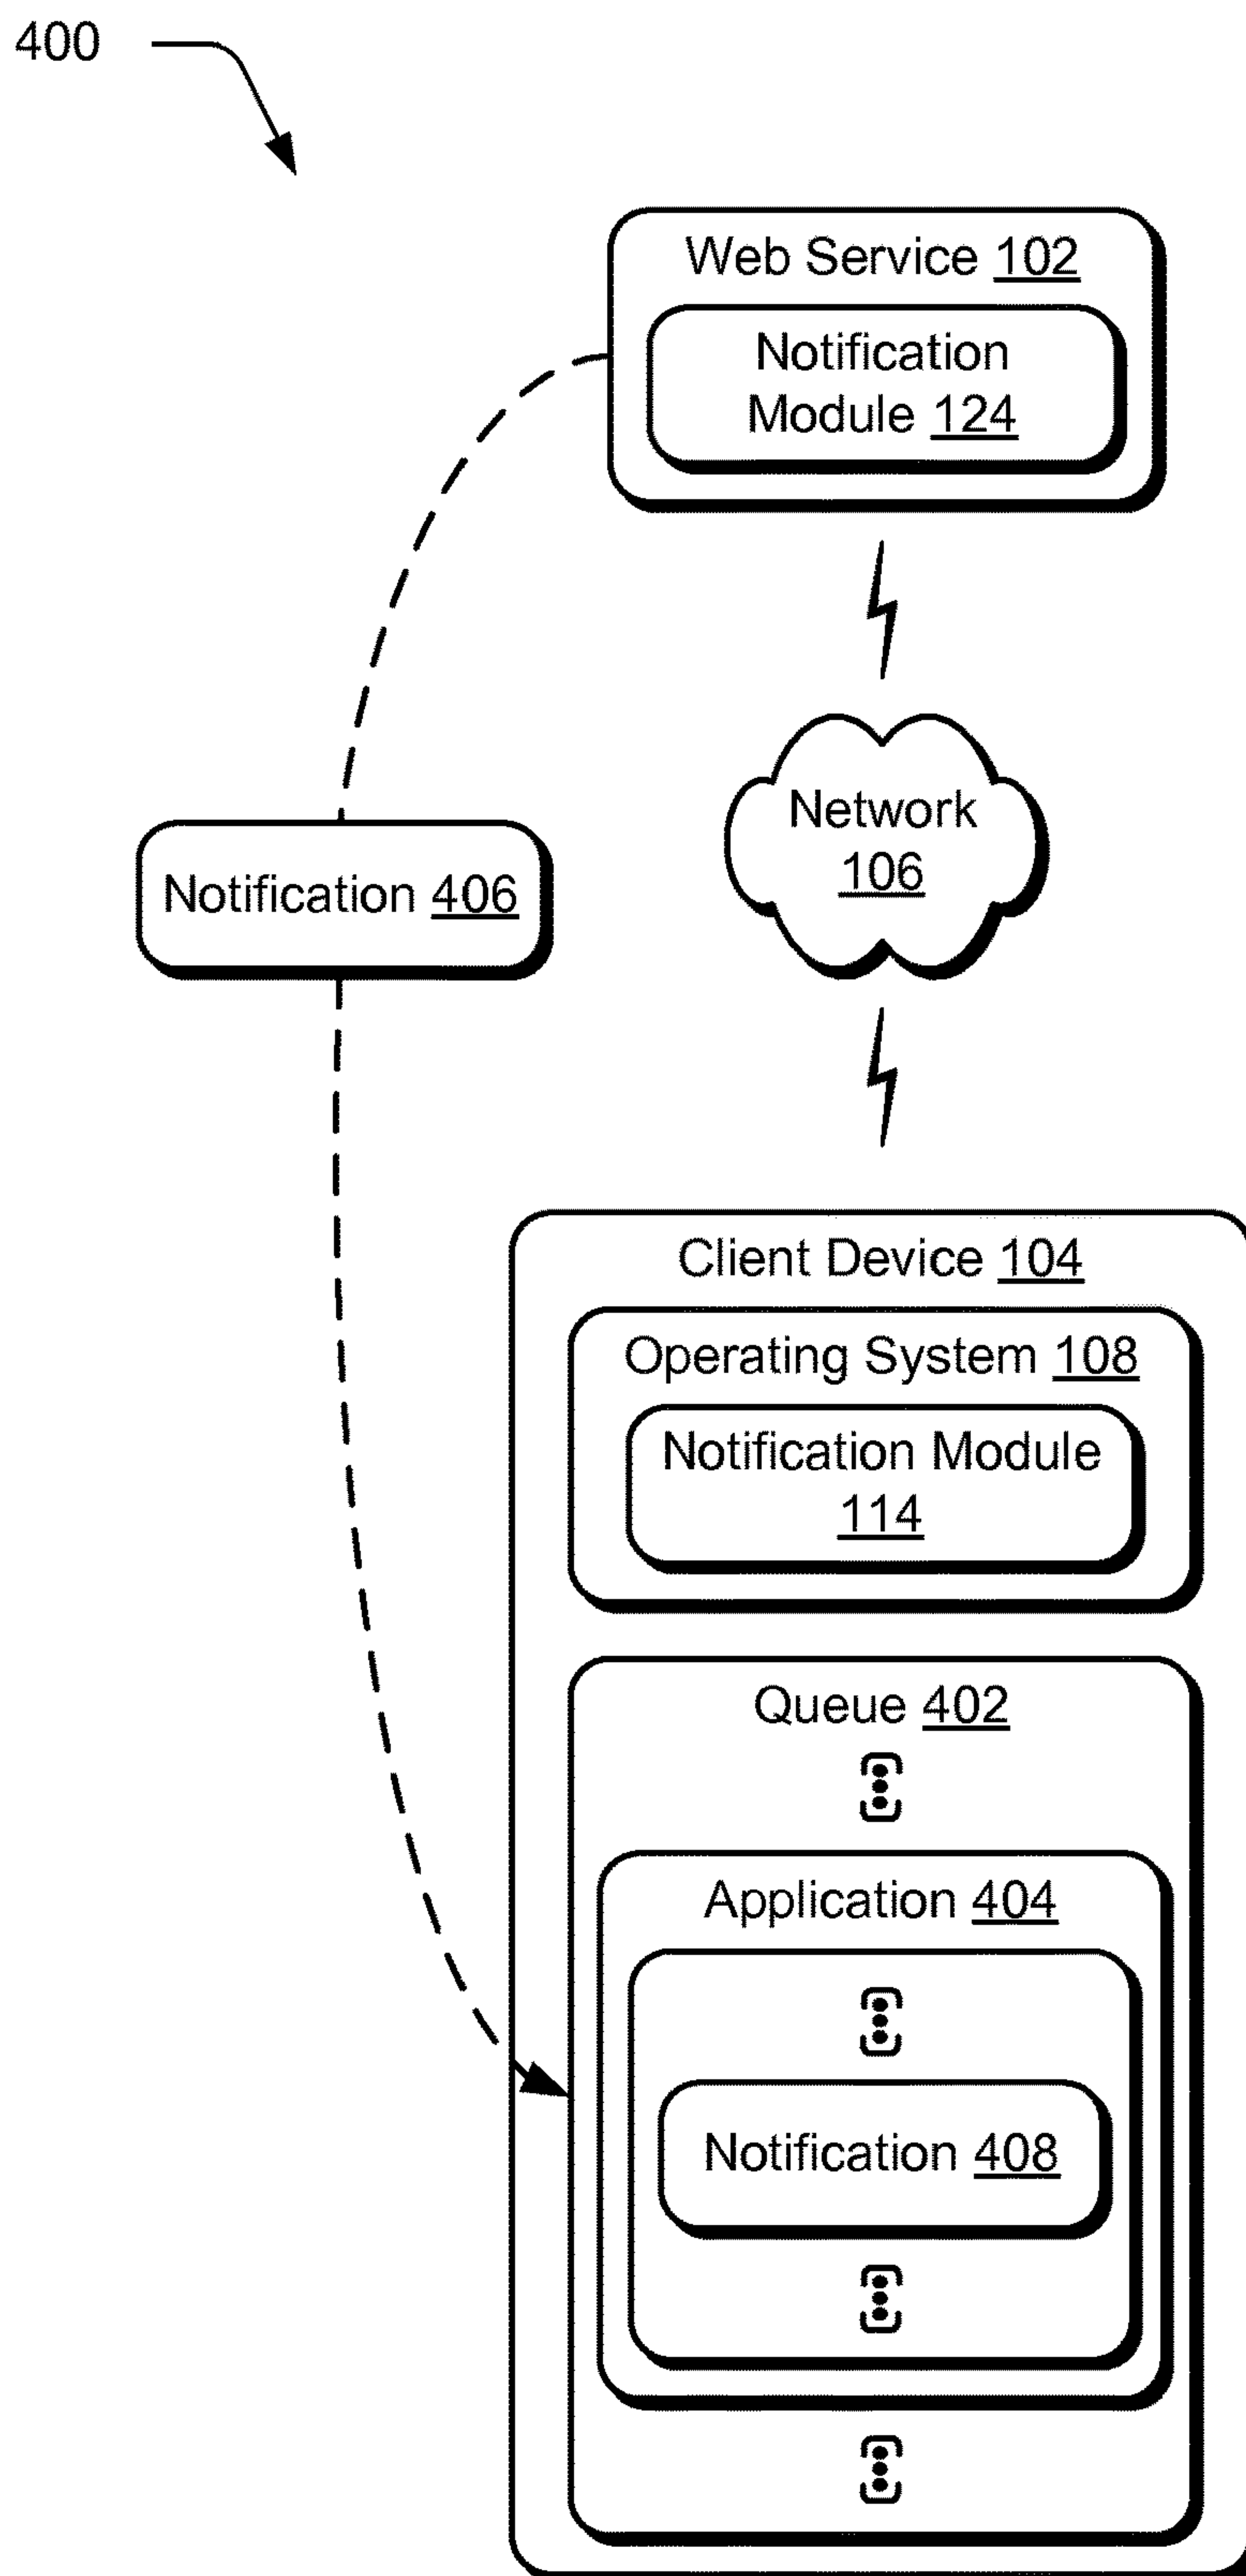 400
Web Service 102
Notification
Module 124
Network
106
Notification 406
Client Device 104
Operating System 108
Notification Module
114
Queue 402
Application 404
Notification 408